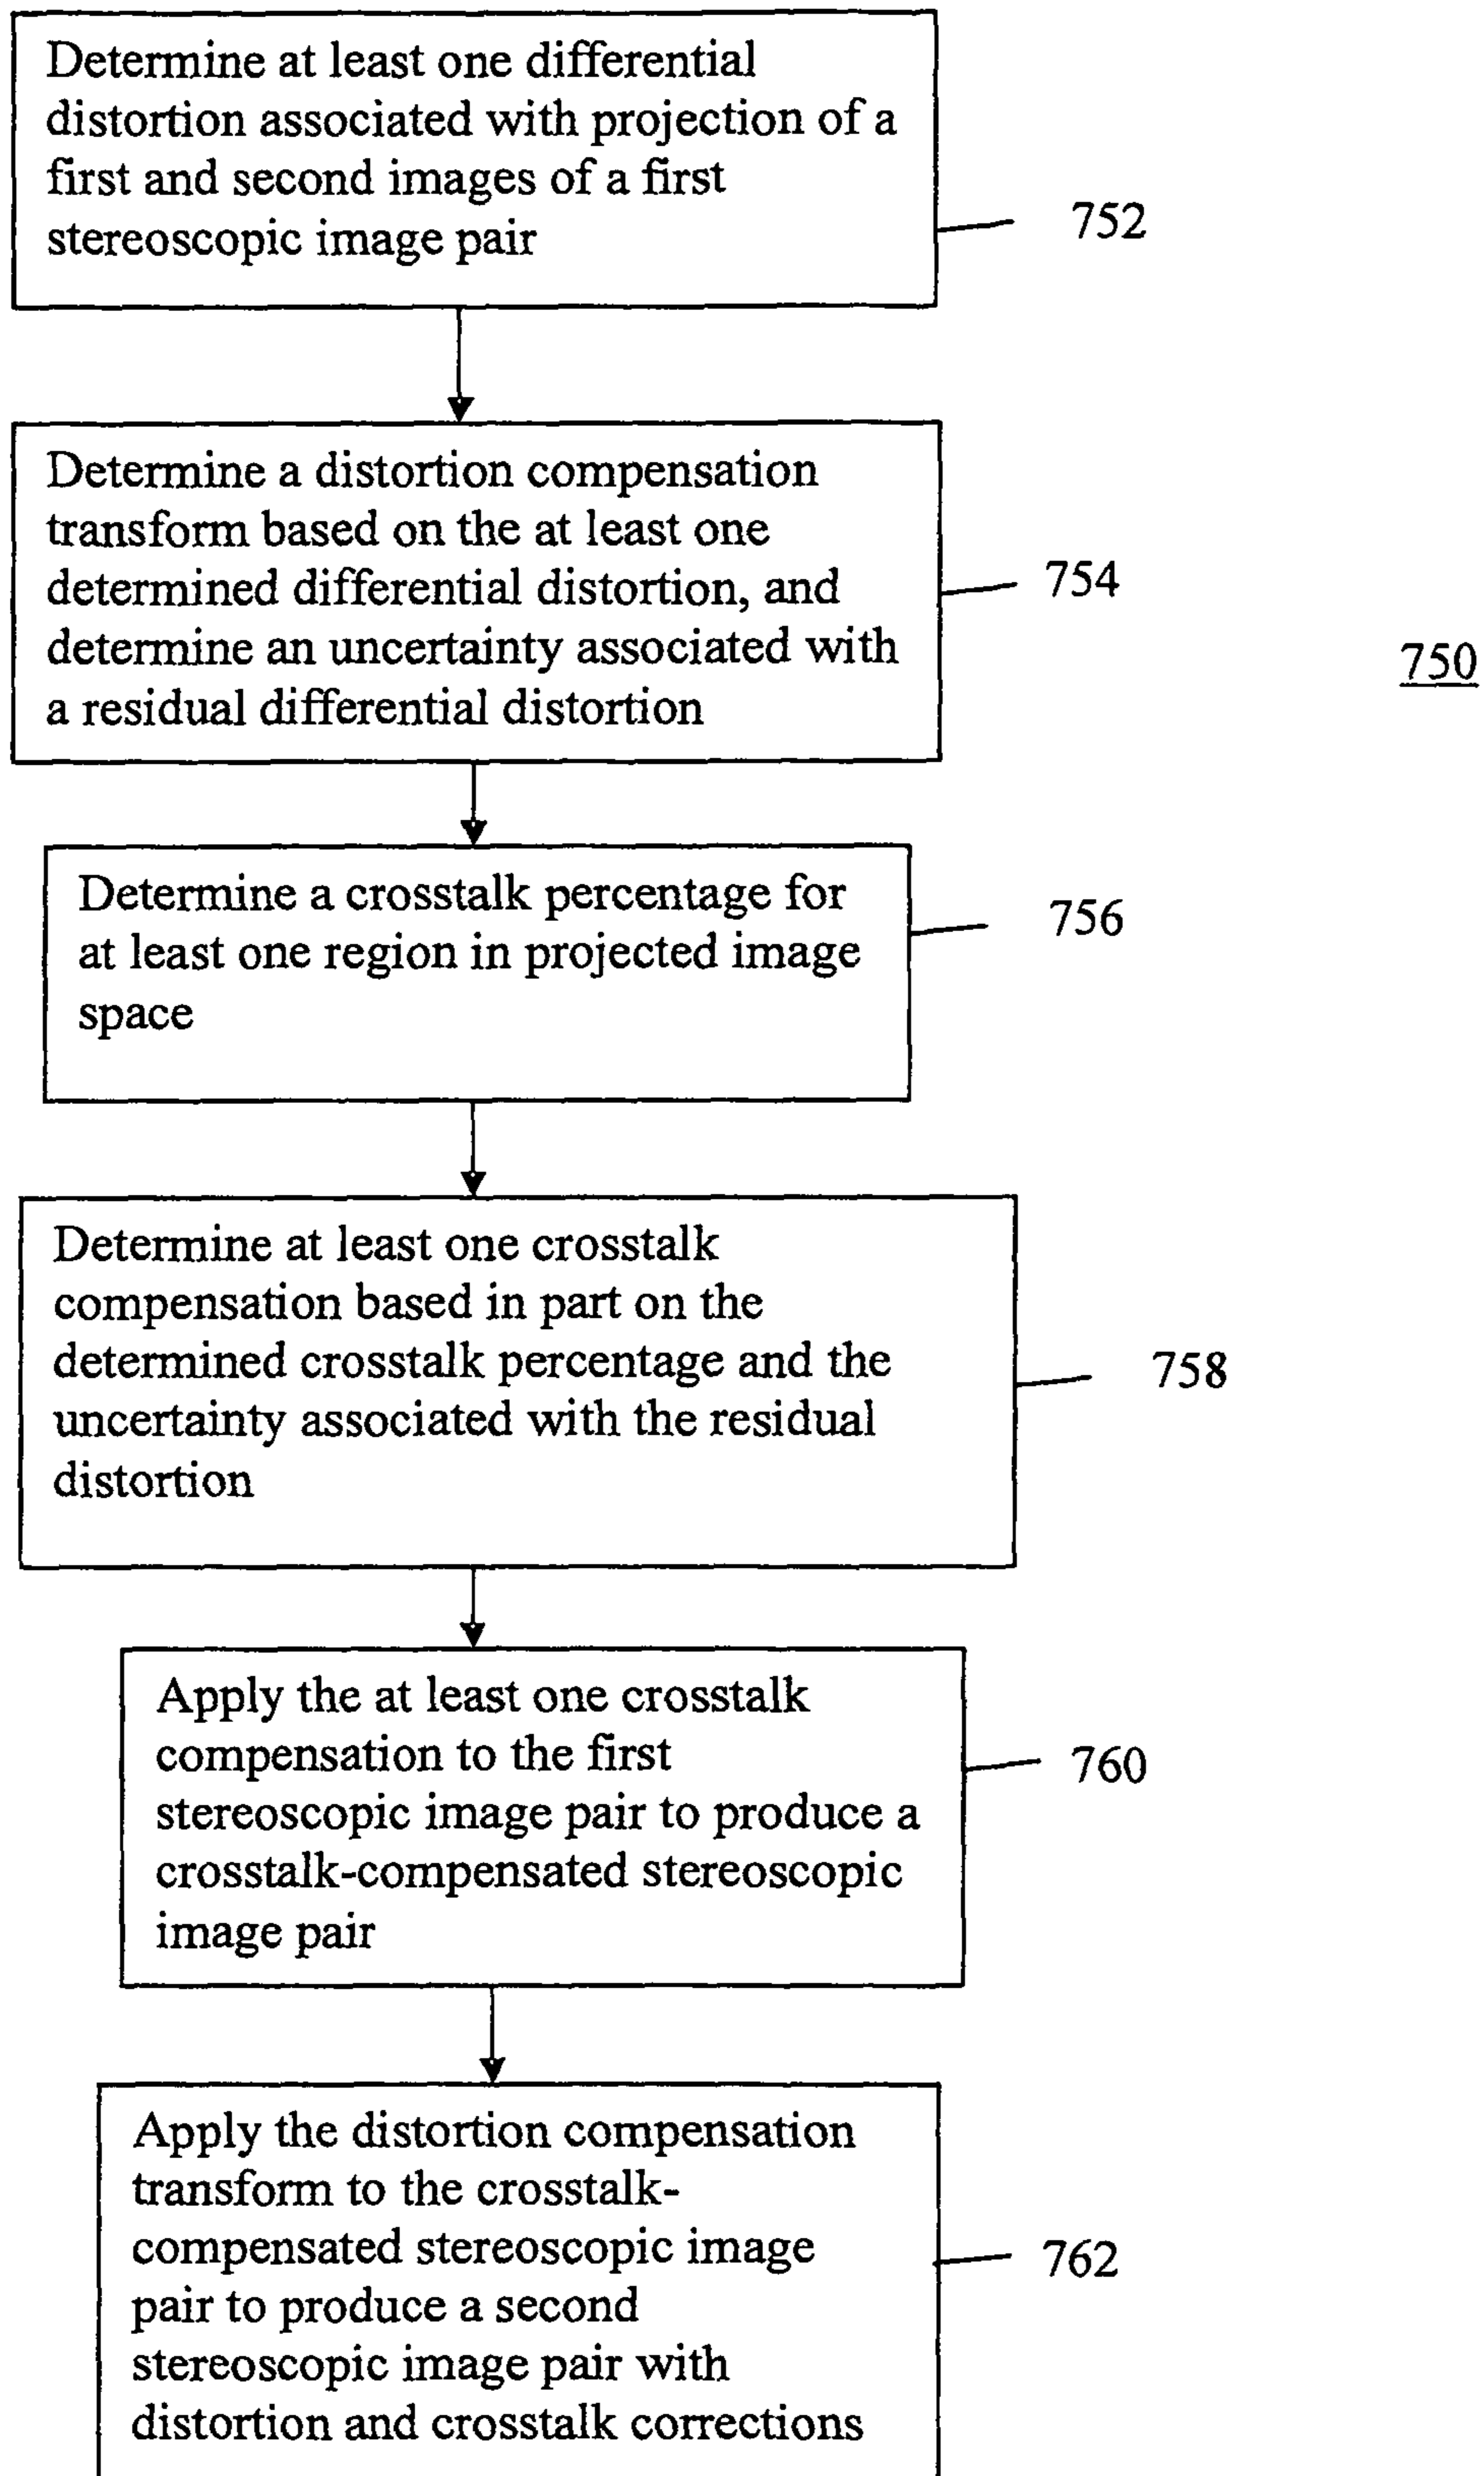 Determine at least one differential
distortion associated with projection of a
first and second images of a first
stereoscopic image pair
752
Determine a distortion compensation
transform based on the at least one
determined differential distortion, and
determine an uncertainty associated with
a residual differential distortion
754
750
Determine a crosstalk percentage for
at least one region in projected image
space
756
Determine at least one crosstalk
compensation based in part on the
determined crosstalk percentage and the
uncertainty associated with the residual
distortion
758
Apply the at least one crosstalk
compensation to the first
stereoscopic image pair to produce a
crosstalk-compensated stereoscopic
image pair
760
Apply the distortion compensation
transform to the crosstalk-
compensated stereoscopic image
pair to produce a second
stereoscopic image pair with
distortion and crosstalk corrections
762